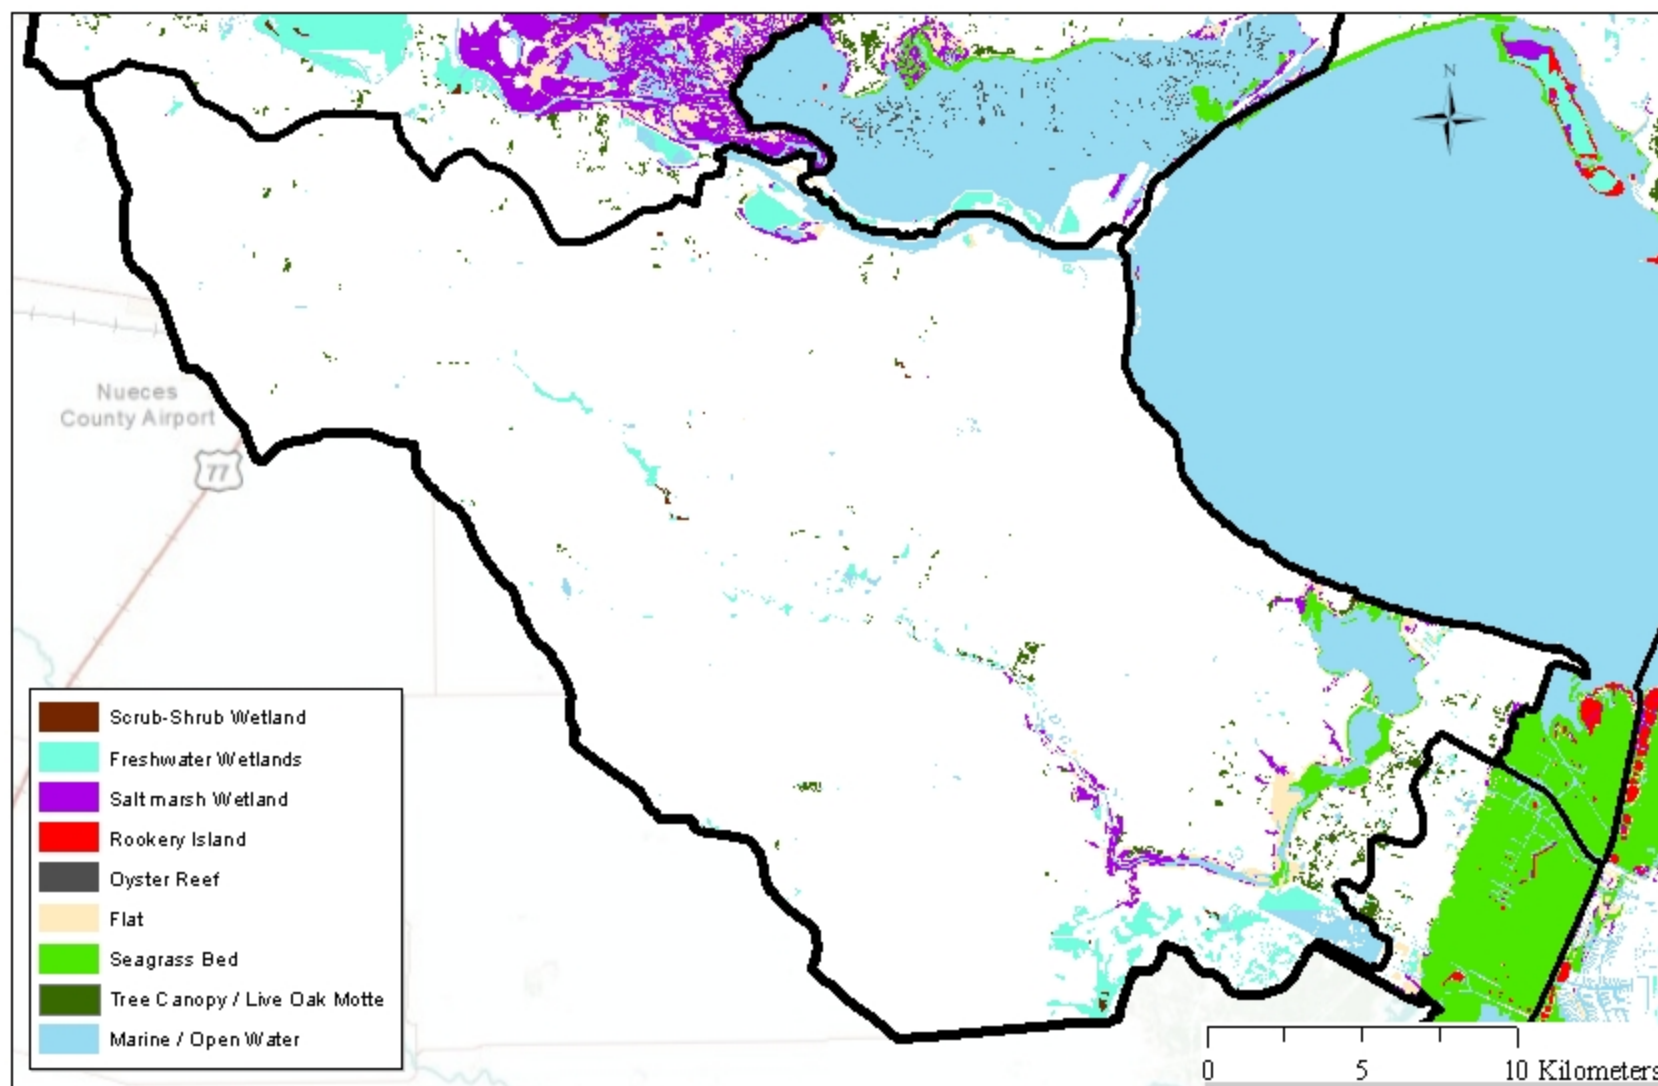 N
Nueces
County Airport
77
Scrub-Shrub Wetland
Freshwater Wetlands
Salt marsh Wetland
Rookery Island
Oyster Reef
Flat
Seagrass Bed
Tree Canopy / Live Oak Motte
Marine / Open Water
0 5 10 Kilometers